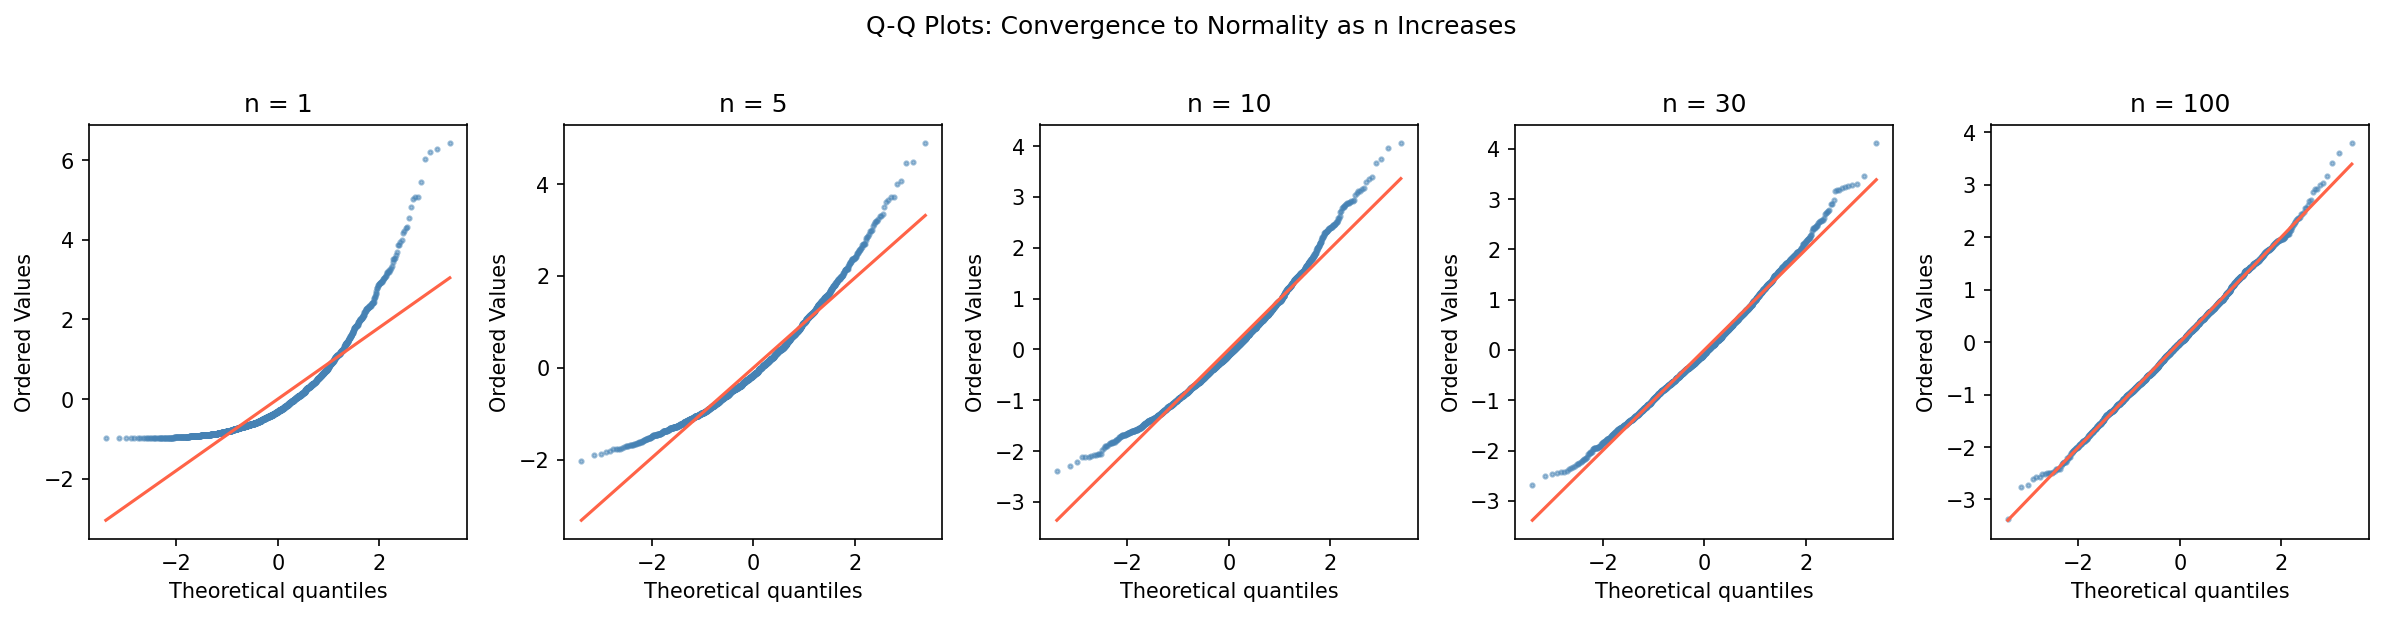 Q-Q Plots: Convergence to Normality as n Increases
n = 1
n = 5
n = 10
n = 30
n = 100
Ordered Values
6
4
2
0
−2
−2 0 2
Theoretical quantiles
Ordered Values
4
2
0
−2
−2 0 2
Theoretical quantiles
Ordered Values
4
3
2
1
0
−1
−2
−3
−2 0 2
Theoretical quantiles
Ordered Values
4
3
2
1
0
−1
−2
−3
−2 0 2
Theoretical quantiles
Ordered Values
4
3
2
1
0
−1
−2
−3
−2 0 2
Theoretical quantiles